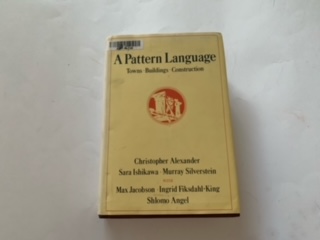 A Pattern Language
Towns · Buildings · Construction
Christopher Alexander
Sara Ishikawa · Murray Silverstein
WITH
Max Jacobson · Ingrid Fiksdahl-King
Shlomo Angel